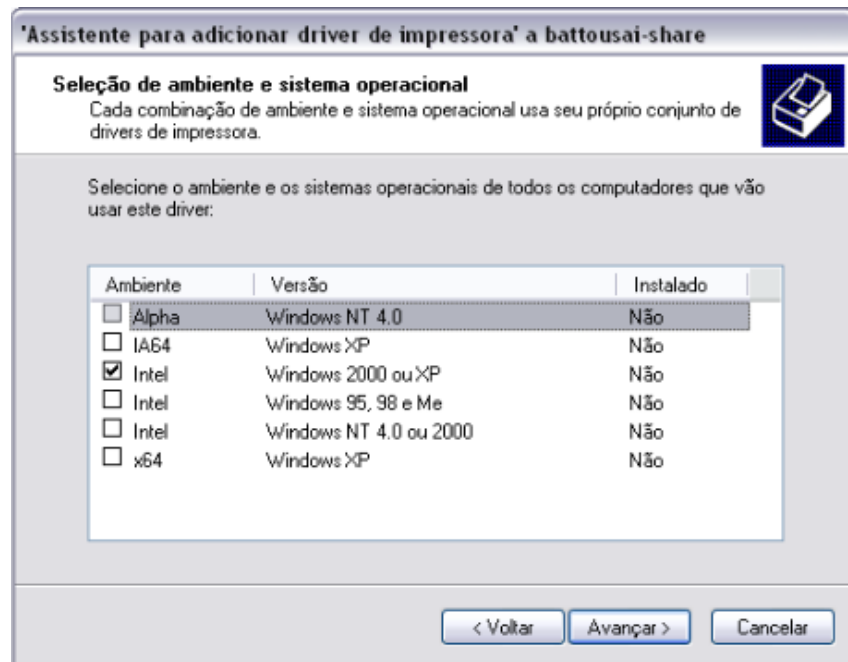 'Assistente para adicionar driver de impressora' a battousai-share
Seleção de ambiente e sistema operacional
Cada combinação de ambiente e sistema operacional usa seu próprio conjunto de
drivers de impressora.
Selecione o ambiente e os sistemas operacionais de todos os computadores que vão
usar este driver:
Ambiente Versão Instalado
Alpha Windows NT 4.0 Não
IA64 Windows XP Não
Intel Windows 2000 ou XP Não
Intel Windows 95, 98 e Me Não
Intel Windows NT 4.0 ou 2000 Não
x64 Windows XP Não
< Voltar Avançar > Cancelar